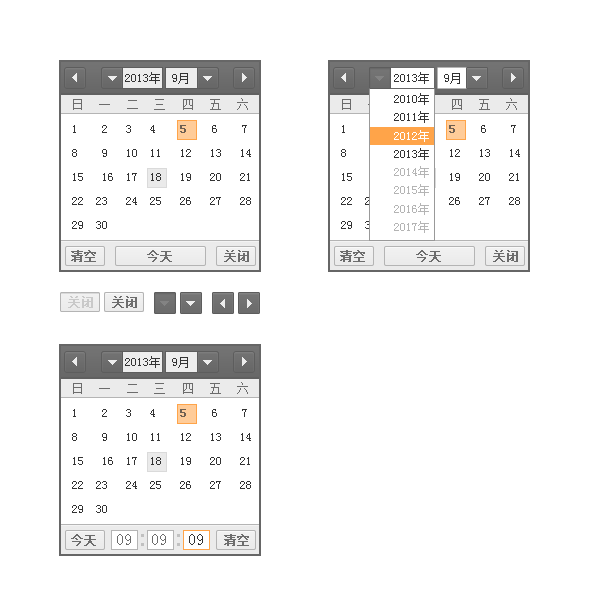 2013年 9月
日 一 二 三 四 五 六
1 2 3 4 5 6 7
8 9 10 11 12 13 14
15 16 17 18 19 20 21
22 23 24 25 26 27 28
29 30
清空 今天 关闭
2013年 9月
日 四 五 六
2010年
2011年
2012年
2013年
2014年
2015年
2016年
2017年
1 5 6 7
8 12 13 14
15 19 20 21
22 2 26 27 28
29 3
清空 今天 关闭
关闭 关闭
2013年 9月
日 一 二 三 四 五 六
1 2 3 4 5 6 7
8 9 10 11 12 13 14
15 16 17 18 19 20 21
22 23 24 25 26 27 28
29 30
今天 09 : 09 : 09 清空